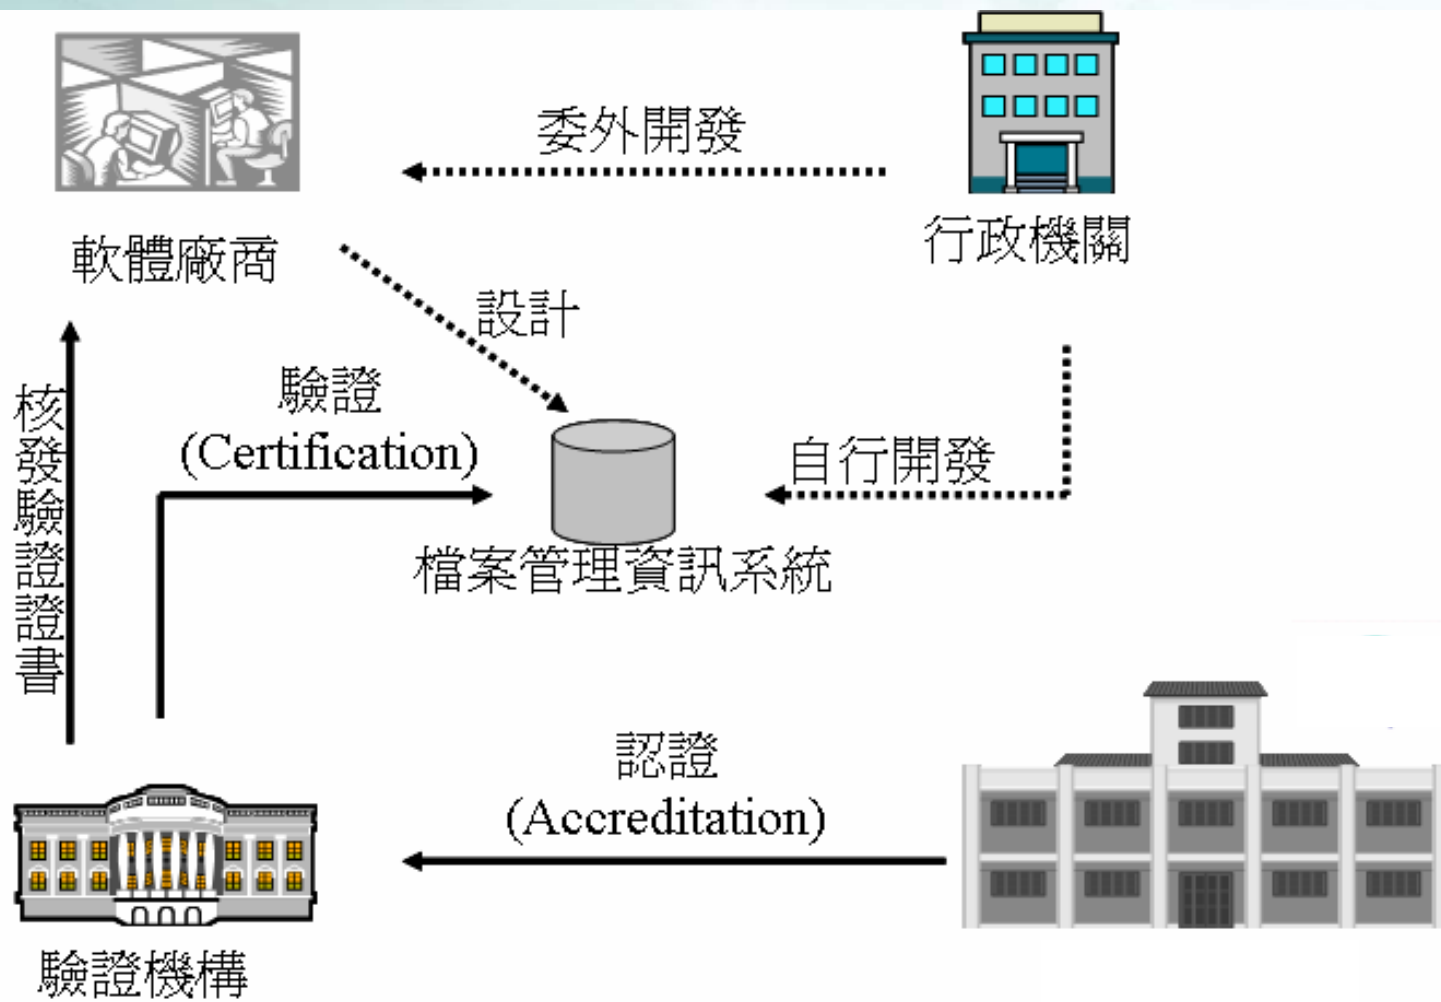 委外開發
行政機關
軟體廠商
設計
驗證
(Certification)
核發驗證證書
自行開發
檔案管理資訊系統
認證
(Accreditation)
驗證機構